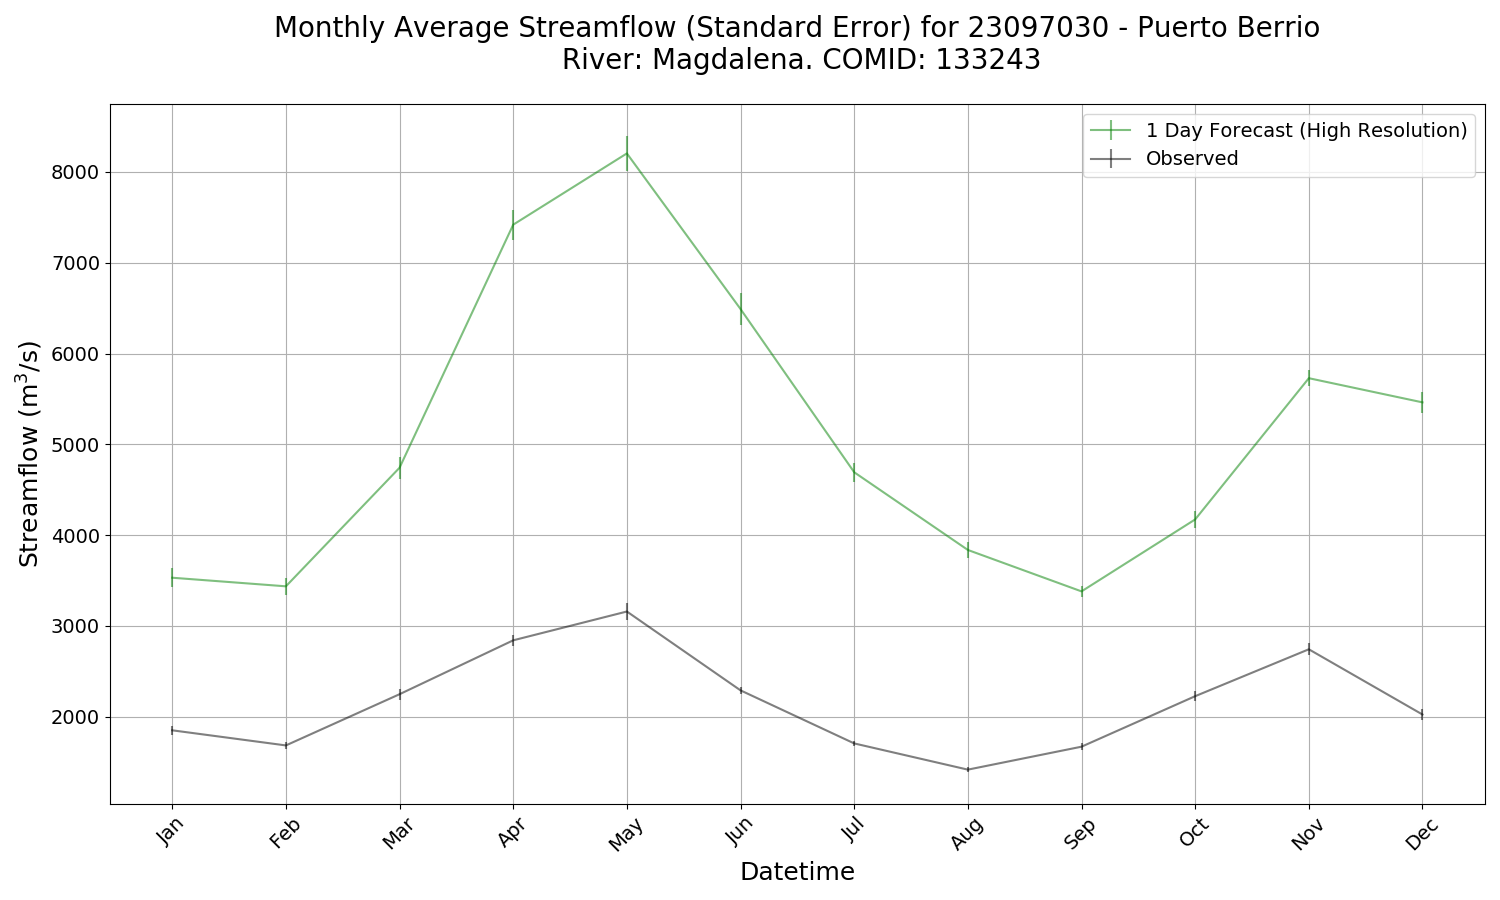 Monthly Average Streamflow (Standard Error) for 23097030 - Puerto Berrio
River: Magdalena. COMID: 133243
1 Day Forecast (High Resolution)
Observed
Streamflow (m³/s)
8000
7000
6000
5000
4000
3000
2000
Jan
Feb
Mar
Apr
May
Jun
Jul
Aug
Sep
Oct
Nov
Dec
Datetime